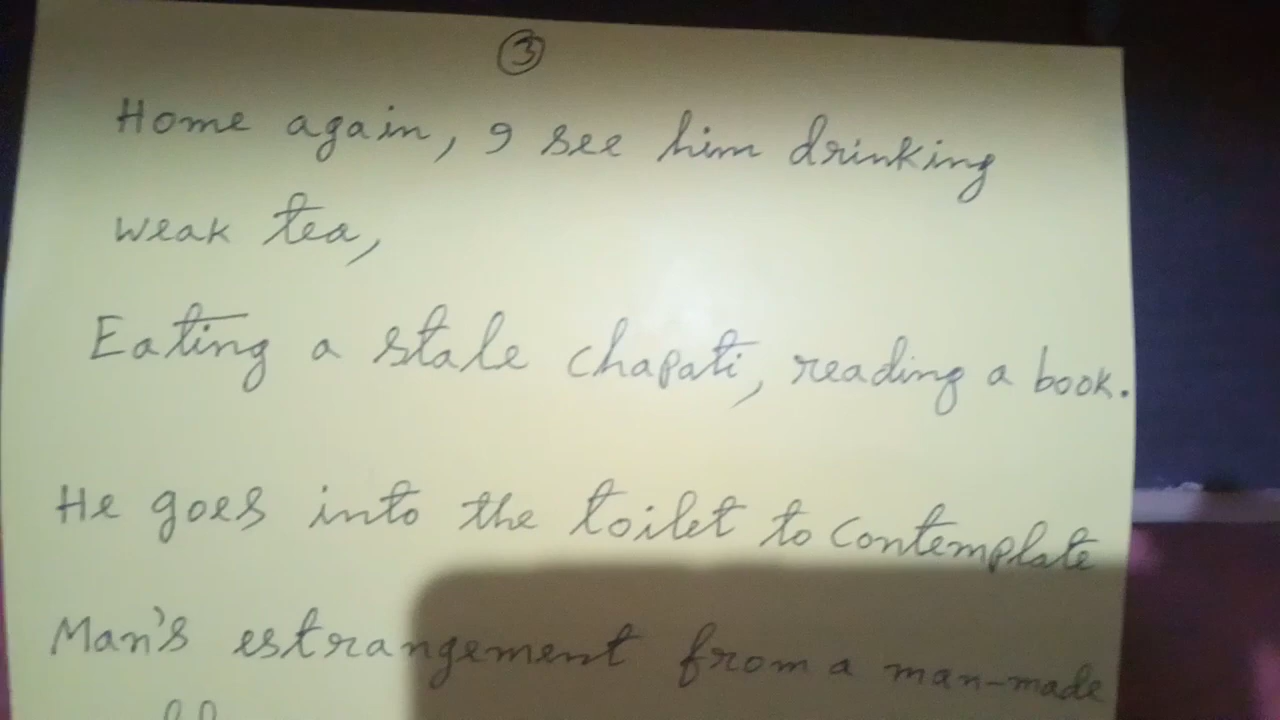 3
Home again, I see him drinking
weak tea,
Eating a stale chapati, reading a book.
He goes into the toilet to contemplate
Man's estrangement from a man-made